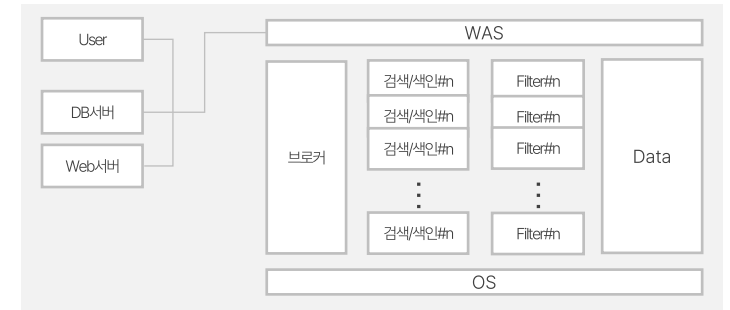 User
DB서버
Web서버
WAS
브로커
검색/색인#n
검색/색인#n
검색/색인#n
검색/색인#n
Filter#n
Filter#n
Filter#n
Filter#n
Data
OS